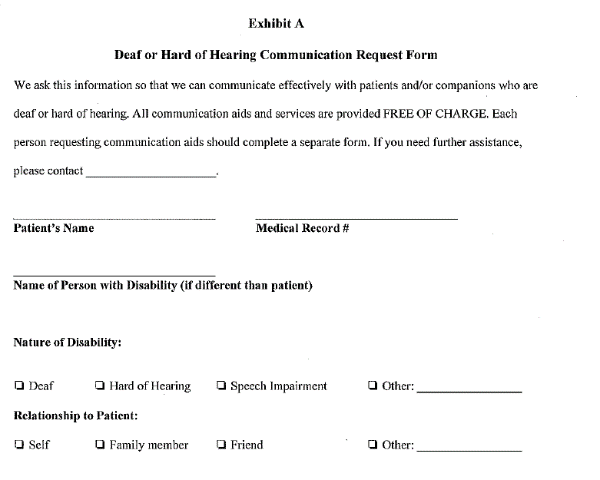 Exhibit A
Deaf or Hard of Hearing Communication Request Form
We ask this information so that we can communicate effectively with patients and/or companions who are
deaf or hard of hearing. All communication aids and services are provided FREE OF CHARGE. Each
person requesting communication aids should complete a separate form. If you need further assistance,
please contact ______________________.
Patient's Name Medical Record #
Name of Person with Disability (if different than patient)
Nature of Disability:
❏ Deaf ❏ Hard of Hearing ❏ Speech Impairment ❏ Other: __________________
Relationship to Patient:
❏ Self ❏ Family member ❏ Friend ❏ Other: __________________